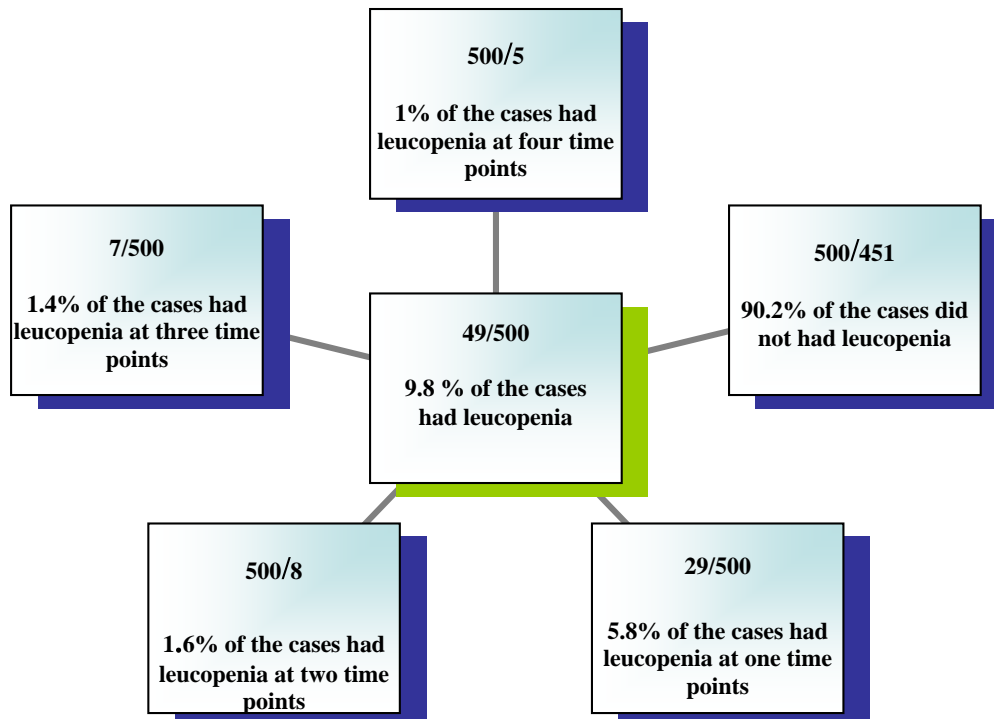 500/5
1% of the cases had
leucopenia at four time
points
7/500
1.4% of the cases had
leucopenia at three time
points
500/451
90.2% of the cases did
not had leucopenia
49/500
9.8 % of the cases
had leucopenia
500/8
1.6% of the cases had
leucopenia at two time
points
29/500
5.8% of the cases had
leucopenia at one time
points